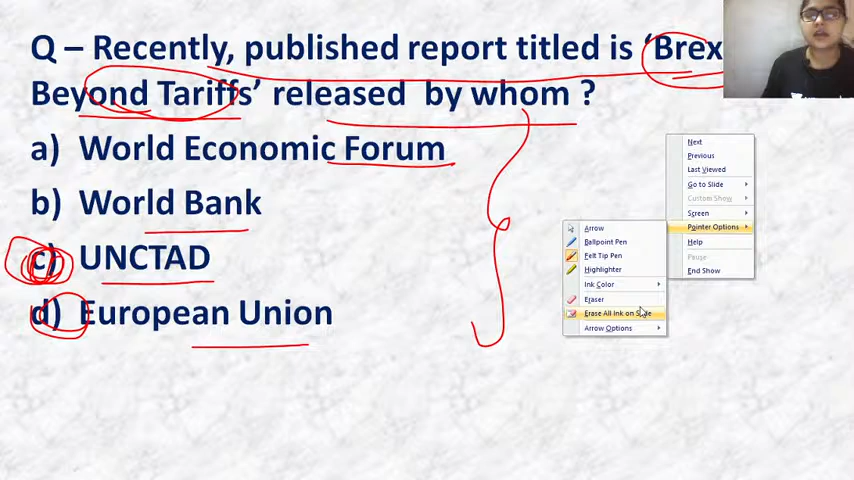 Q – Recently, published report titled is ‘Brex
Beyond Tariffs’ released by whom ?
a) World Economic Forum
b) World Bank
c) UNCTAD
d) European Union
Next
Previous
Last Viewed
Go to Slide
Custom Show
Screen
Pointer Options
Help
Pause
End Show
Arrow
Ballpoint Pen
Felt Tip Pen
Highlighter
Ink Color
Eraser
Erase All Ink on Slide
Arrow Options